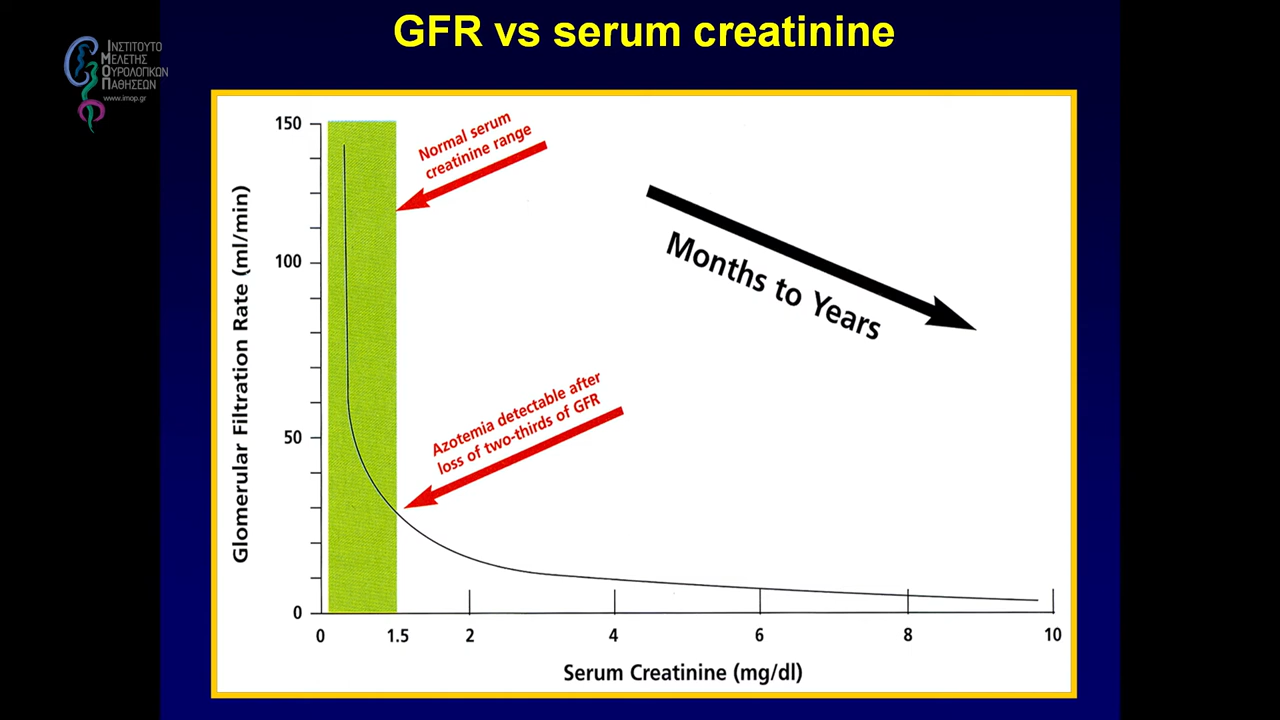 GFR vs serum creatinine
ΙΝΣΤΙΤΟΥΤΟ
ΜΕΛΕΤΗΣ
ΟΥΡΟΛΟΓΙΚΩΝ
ΠΑΘΗΣΕΩΝ
www.imop.gr
150
100
50
0
Glomerular Filtration Rate (ml/min)
Normal serum
creatinine range
Months to Years
Azotemia detectable after
loss of two-thirds of GFR
0 1.5 2 4 6 8 10
Serum Creatinine (mg/dl)